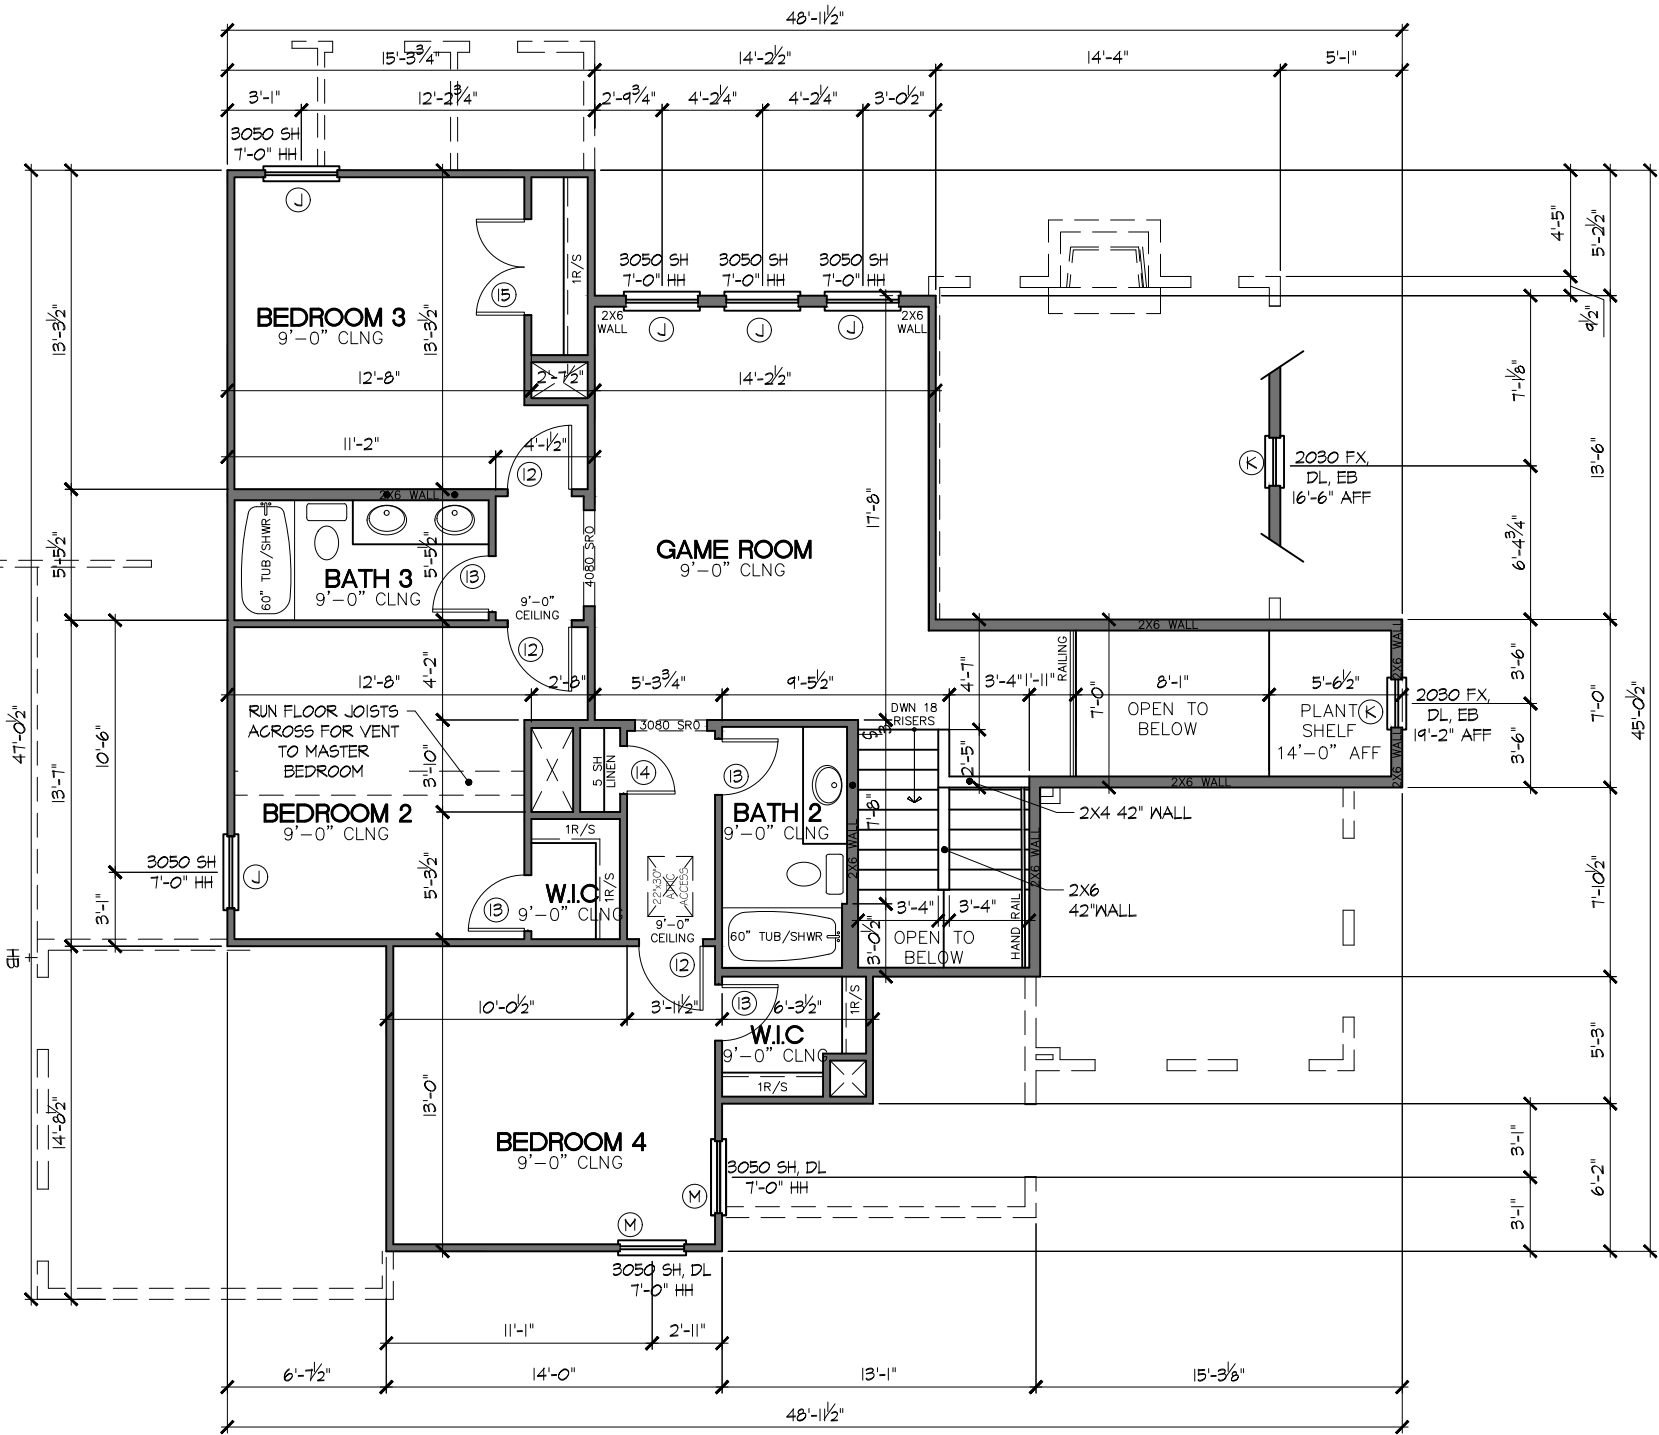 48'-11½"
15'-3¾"
14'-2½"
14'-4"
5'-1"
3'-1"
12'-2¾"
2'-9¾"
4'-2¼"
4'-2¼"
3'-0½"
3050 SH
7'-0" HH
J
3050 SH
7'-0" HH
3050 SH
7'-0" HH
3050 SH
7'-0" HH
4'-5"
5'-2½"
9½"
1R/S
15
BEDROOM 3
9'-0" CLNG
13'-3½"
13'-3½"
2X6
WALL
J
J
J
2X6
WALL
12'-8"
2'-7½"
14'-2½"
7'-1⅛"
11'-2"
4'-1½"
12
K
2030 FX,
DL, EB
16'-6" AFF
13'-6"
2X6 WALL
17'-8"
60" TUB/SHWR
5'-5½"
5'-5½"
4080 SRO
GAME ROOM
9'-0" CLNG
6'-4¾"
BATH 3
9'-0" CLNG
13
9'-0"
CEILING
12
2X6 WALL
2X6 WALL
RAILING
12'-8"
4'-2"
2'-8"
5'-3¾"
9'-5½"
4'-7"
3'-4"
1'-11"
7'-0"
8'-1"
5'-6½"
3'-6"
7'-0"
3'-6"
45'-0½"
47'-0½"
10'-6"
13'-7"
RUN FLOOR JOISTS
ACROSS FOR VENT
TO MASTER
BEDROOM
3080 SRO
DWN 18
RISERS
OPEN TO
BELOW
PLANT
SHELF
14'-0" AFF
K
2030 FX,
DL, EB
19'-2" AFF
2X6 WALL
3'-10"
5 SH
LINEN
14
13
2'-5"
2X6 WALL
2X4 42" WALL
BEDROOM 2
9'-0" CLNG
BATH 2
9'-0" CLNG
7'-8"
2X6 WALL
2X6 WALL
1R/S
3050 SH
7'-0" HH
J
5'-3½"
1R/S
W.I.C
9'-0" CLNG
13
22"x30"
ATTIC
ACCESS
2X6
42"WALL
7'-10½"
3'-1"
9'-0"
CEILING
60" TUB/SHWR
3'-4"
3'-4"
3'-0½"
OPEN TO
BELOW
HAND RAIL
HB
12
13
10'-0½"
3'-11½"
6'-3½"
1R/S
W.I.C
9'-0" CLNG
1R/S
5'-3"
14'-8½"
13'-0"
BEDROOM 4
9'-0" CLNG
3050 SH, DL
7'-0" HH
M
M
3050 SH, DL
7'-0" HH
3'-1"
6'-2"
3'-1"
11'-1"
2'-11"
6'-7½"
14'-0"
13'-1"
15'-3⅛"
48'-11½"